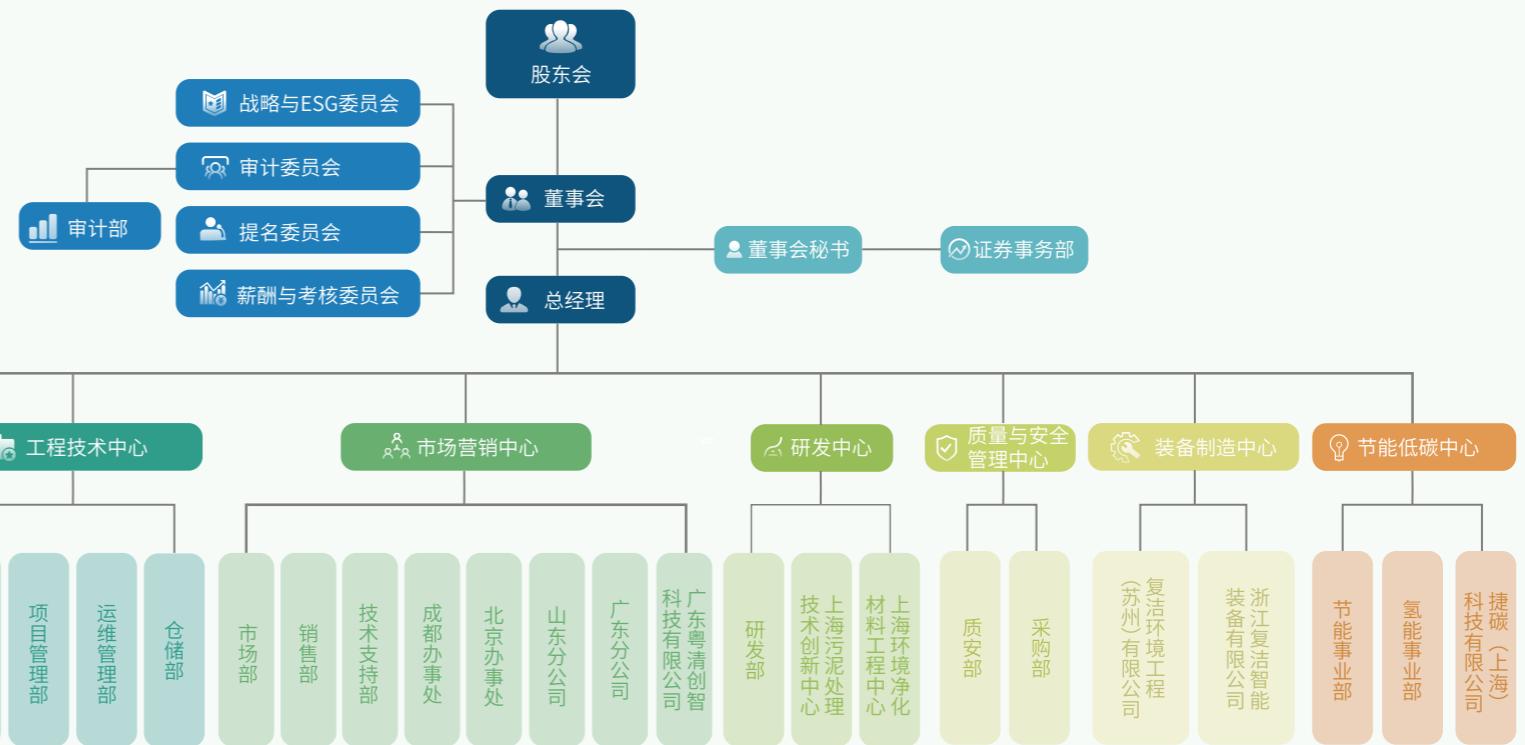 股东会
战略与ESG委员会
审计委员会
董事会
审计部
提名委员会
董事会秘书
证券事务部
薪酬与考核委员会
总经理
工程技术中心
市场营销中心
研发中心
质量与安全
管理中心
装备制造中心
节能低碳中心
项目管理部
运维管理部
仓储部
市场部
销售部
技术支持部
成都办事处
北京办事处
山东分公司
广东分公司
广东粤清创智
科技有限公司
研发部
上海污泥处理
技术创新中心
上海环境净化
材料工程中心
质安部
采购部
复洁环境工程
（苏州）有限公司
浙江复洁智能
装备有限公司
节能事业部
氢能事业部
捷碳（上海）
科技有限公司